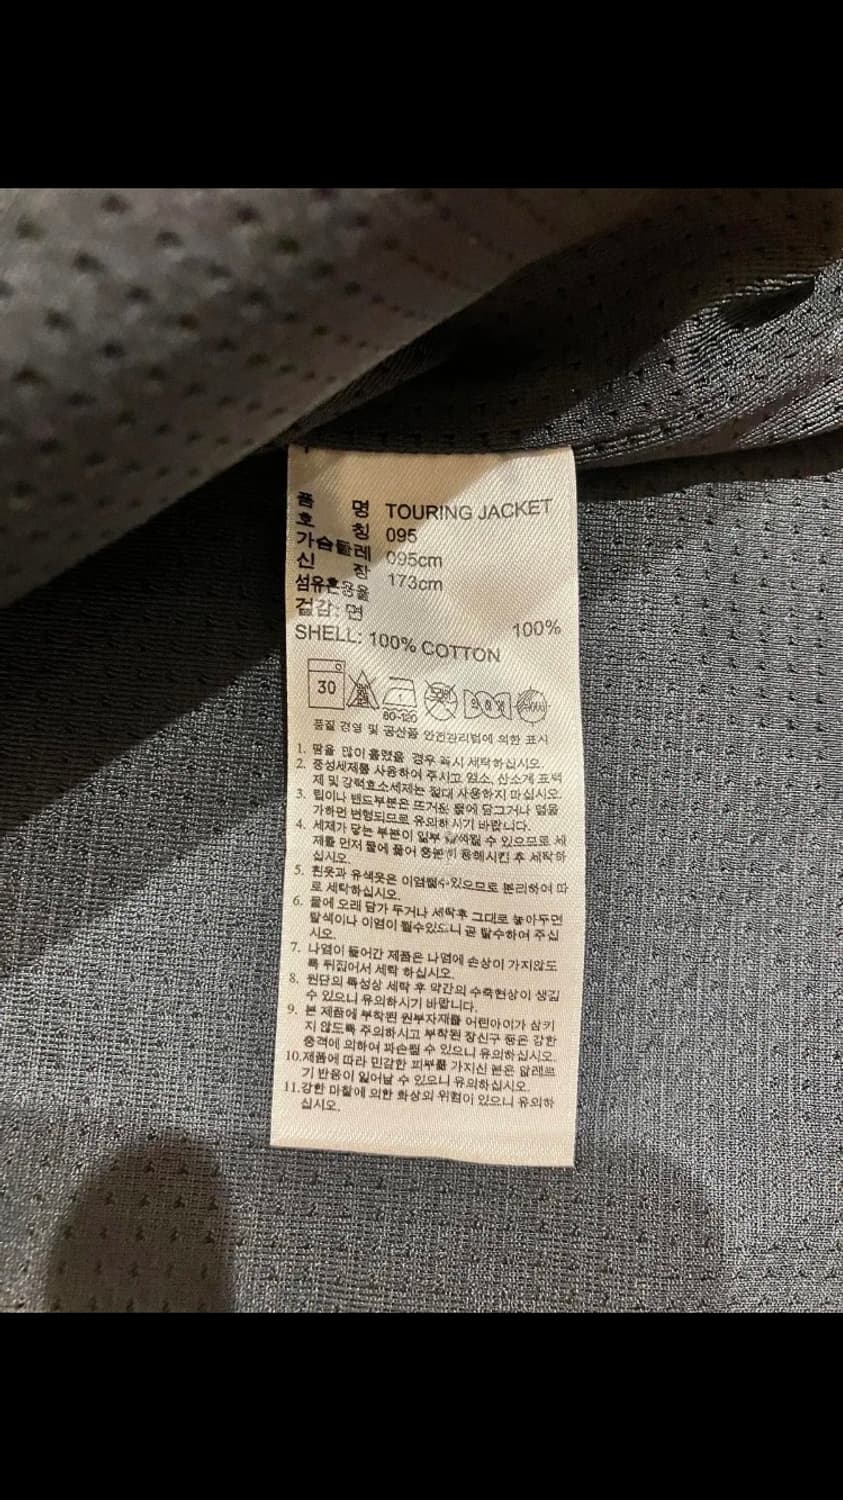 품 명 TOURING JACKET
호 칭 095
가슴둘레 095cm
신 장 173cm
섬유혼용율
겉감: 면 100%
SHELL: 100% COTTON
30
80-120
품질 경영 및 공산품 안전관리법에 의한 표시
1. 땀을 많이 흘렸을 경우 즉시 세탁하십시오.
2. 중성세제를 사용하여 주시고 염소, 산소계 표백
제 및 강력효소세제는 절대 사용하지 마십시오.
3. 립이나 밴드부분은 뜨거운 물에 담그거나 열을
가하면 변형되므로 유의하시기 바랍니다.
4. 세제가 닿는 부분이 일부 탈색될 수 있으므로 세
제를 먼저 물에 풀어 충분히 용해시킨 후 세탁하
십시오.
5. 흰옷과 유색옷은 이염될수있으므로 분리하여 따
로 세탁하십시오.
6. 물에 오래 담가 두거나 세탁후 그대로 놓아두면
탈색이나 이염이 될수있으니 곧 탈수하여 주십
시오.
7. 나염이 들어간 제품은 나염에 손상이 가지않도
록 뒤집어서 세탁 하십시오.
8. 원단의 특성상 세탁 후 약간의 수축현상이 생길
수 있으니 유의하시기 바랍니다.
9. 본 제품에 부착된 원부자재를 어린아이가 삼키
지 않도록 주의하시고 부착된 장신구 등은 강한
충격에 의하여 파손될 수 있으니 유의하십시오.
10.제품에 따라 민감한 피부를 가지신 분은 알레르
기 반응이 일어날 수 있으니 유의하십시오.
11.강한 마찰에 의한 화상의 위험이 있으니 유의하
십시오.